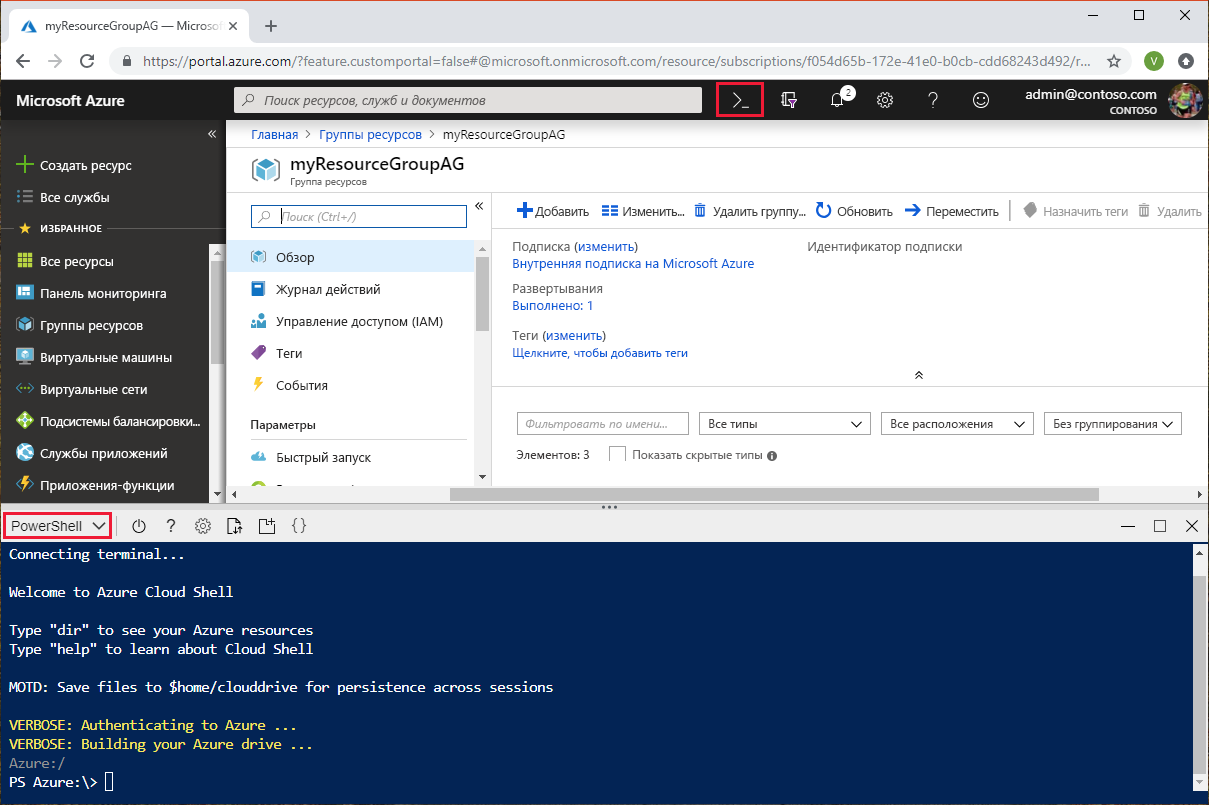 myResourceGroupAG — Microsof
https://portal.azure.com/?feature.customportal=false#@microsoft.onmicrosoft.com/resource/subscriptions/f054d65b-172e-41e0-b0cb-cdd68243d492/r...
V
Microsoft Azure
Поиск ресурсов, служб и документов
>_
2
?
admin@contoso.com
CONTOSO
«
Создать ресурс
Все службы
ИЗБРАННОЕ
Все ресурсы
Панель мониторинга
Группы ресурсов
Виртуальные машины
Виртуальные сети
Подсистемы балансировки...
Службы приложений
Приложения-функции
Главная > Группы ресурсов > myResourceGroupAG
myResourceGroupAG
Группа ресурсов
Поиск (Ctrl+/)
«
Обзор
Журнал действий
Управление доступом (IAM)
Теги
События
Параметры
Быстрый запуск
Добавить
Изменить...
Удалить группу...
Обновить
Переместить
Назначить теги
Удалить
Подписка (изменить)
Внутренняя подписка на Microsoft Azure
Идентификатор подписки
Развертывания
Выполнено: 1
Теги (изменить)
Щелкните, чтобы добавить теги
Фильтровать по имени...
Все типы
Все расположения
Без группирования
Элементов: 3
Показать скрытые типы
PowerShell
?
{}
Connecting terminal...
Welcome to Azure Cloud Shell
Type "dir" to see your Azure resources
Type "help" to learn about Cloud Shell
MOTD: Save files to $home/clouddrive for persistence across sessions
VERBOSE: Authenticating to Azure ...
VERBOSE: Building your Azure drive ...
Azure:/
PS Azure:\>